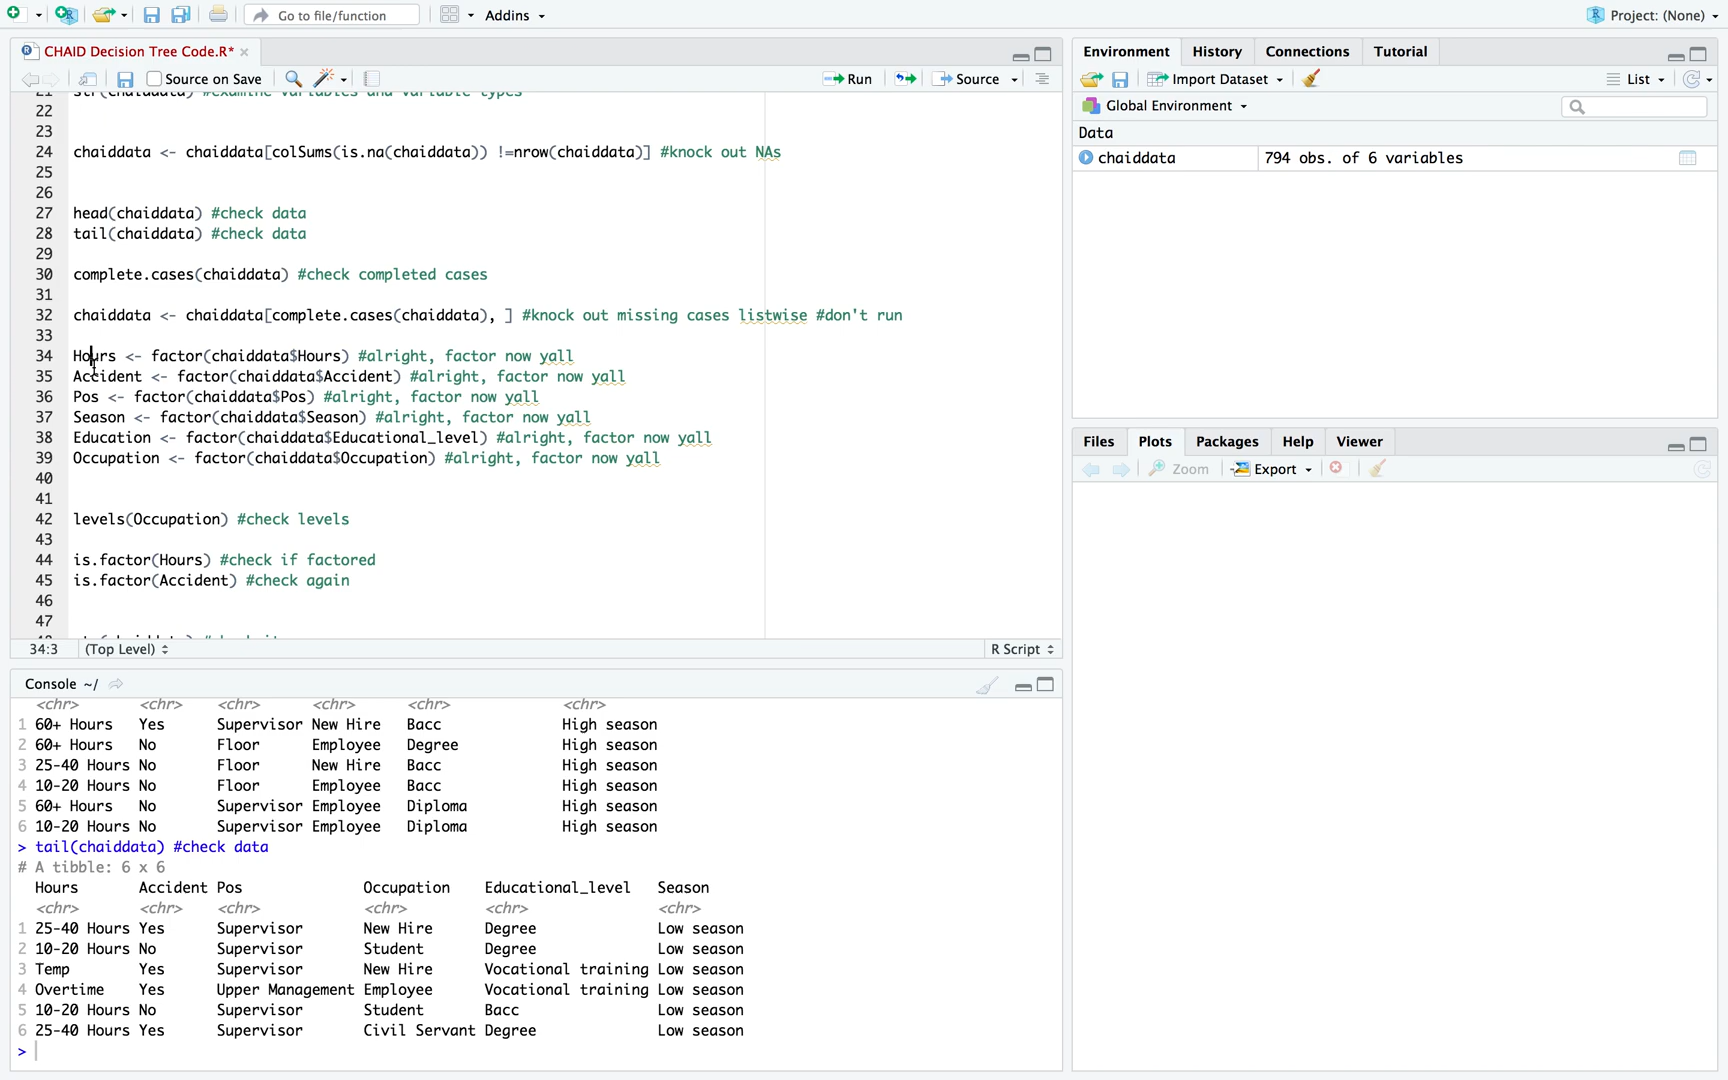 Go to file/function
Addins
Project: (None)
CHAID Decision Tree Code.R*
Source on Save
Run
Source
21 str(chaiddata) #examine variables and variable types
22
23
24 chaiddata <- chaiddata[colSums(is.na(chaiddata)) !=nrow(chaiddata)] #knock out NAs
25
26
27 head(chaiddata) #check data
28 tail(chaiddata) #check data
29
30 complete.cases(chaiddata) #check completed cases
31
32 chaiddata <- chaiddata[complete.cases(chaiddata), ] #knock out missing cases listwise #don't run
33
34 Hours <- factor(chaiddata$Hours) #alright, factor now yall
35 Accident <- factor(chaiddata$Accident) #alright, factor now yall
36 Pos <- factor(chaiddata$Pos) #alright, factor now yall
37 Season <- factor(chaiddata$Season) #alright, factor now yall
38 Education <- factor(chaiddata$Educational_level) #alright, factor now yall
39 Occupation <- factor(chaiddata$Occupation) #alright, factor now yall
40
41
42 levels(Occupation) #check levels
43
44 is.factor(Hours) #check if factored
45 is.factor(Accident) #check again
46
47
34:3 (Top Level) R Script
Console ~/
<chr> <chr> <chr> <chr> <chr> <chr>
1 60+ Hours Yes Supervisor New Hire Bacc High season
2 60+ Hours No Floor Employee Degree High season
3 25-40 Hours No Floor New Hire Bacc High season
4 10-20 Hours No Floor Employee Bacc High season
5 60+ Hours No Supervisor Employee Diploma High season
6 10-20 Hours No Supervisor Employee Diploma High season
> tail(chaiddata) #check data
# A tibble: 6 x 6
Hours Accident Pos Occupation Educational_level Season
<chr> <chr> <chr> <chr> <chr> <chr>
1 25-40 Hours Yes Supervisor New Hire Degree Low season
2 10-20 Hours No Supervisor Student Degree Low season
3 Temp Yes Supervisor New Hire Vocational training Low season
4 Overtime Yes Upper Management Employee Vocational training Low season
5 10-20 Hours No Supervisor Student Bacc Low season
6 25-40 Hours Yes Supervisor Civil Servant Degree Low season
>
Environment History Connections Tutorial
Import Dataset List
Global Environment
Data
chaiddata 794 obs. of 6 variables
Files Plots Packages Help Viewer
Zoom Export